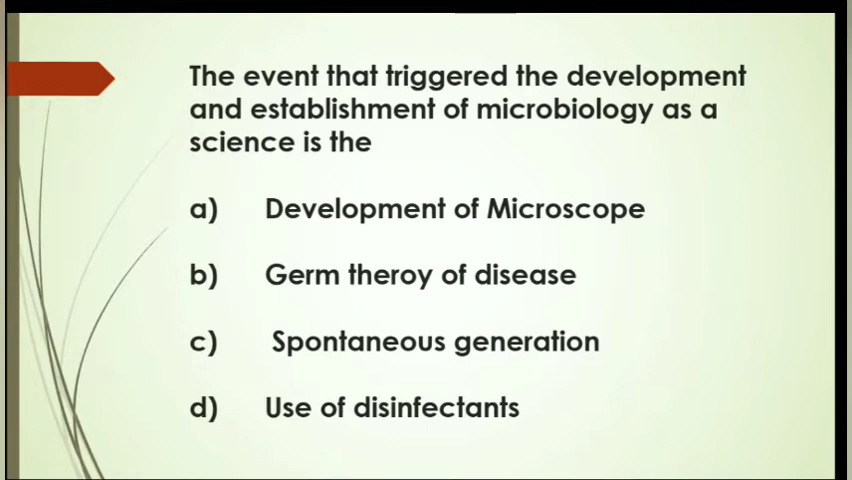 The event that triggered the development
and establishment of microbiology as a
science is the
a) Development of Microscope
b) Germ theroy of disease
c) Spontaneous generation
d) Use of disinfectants